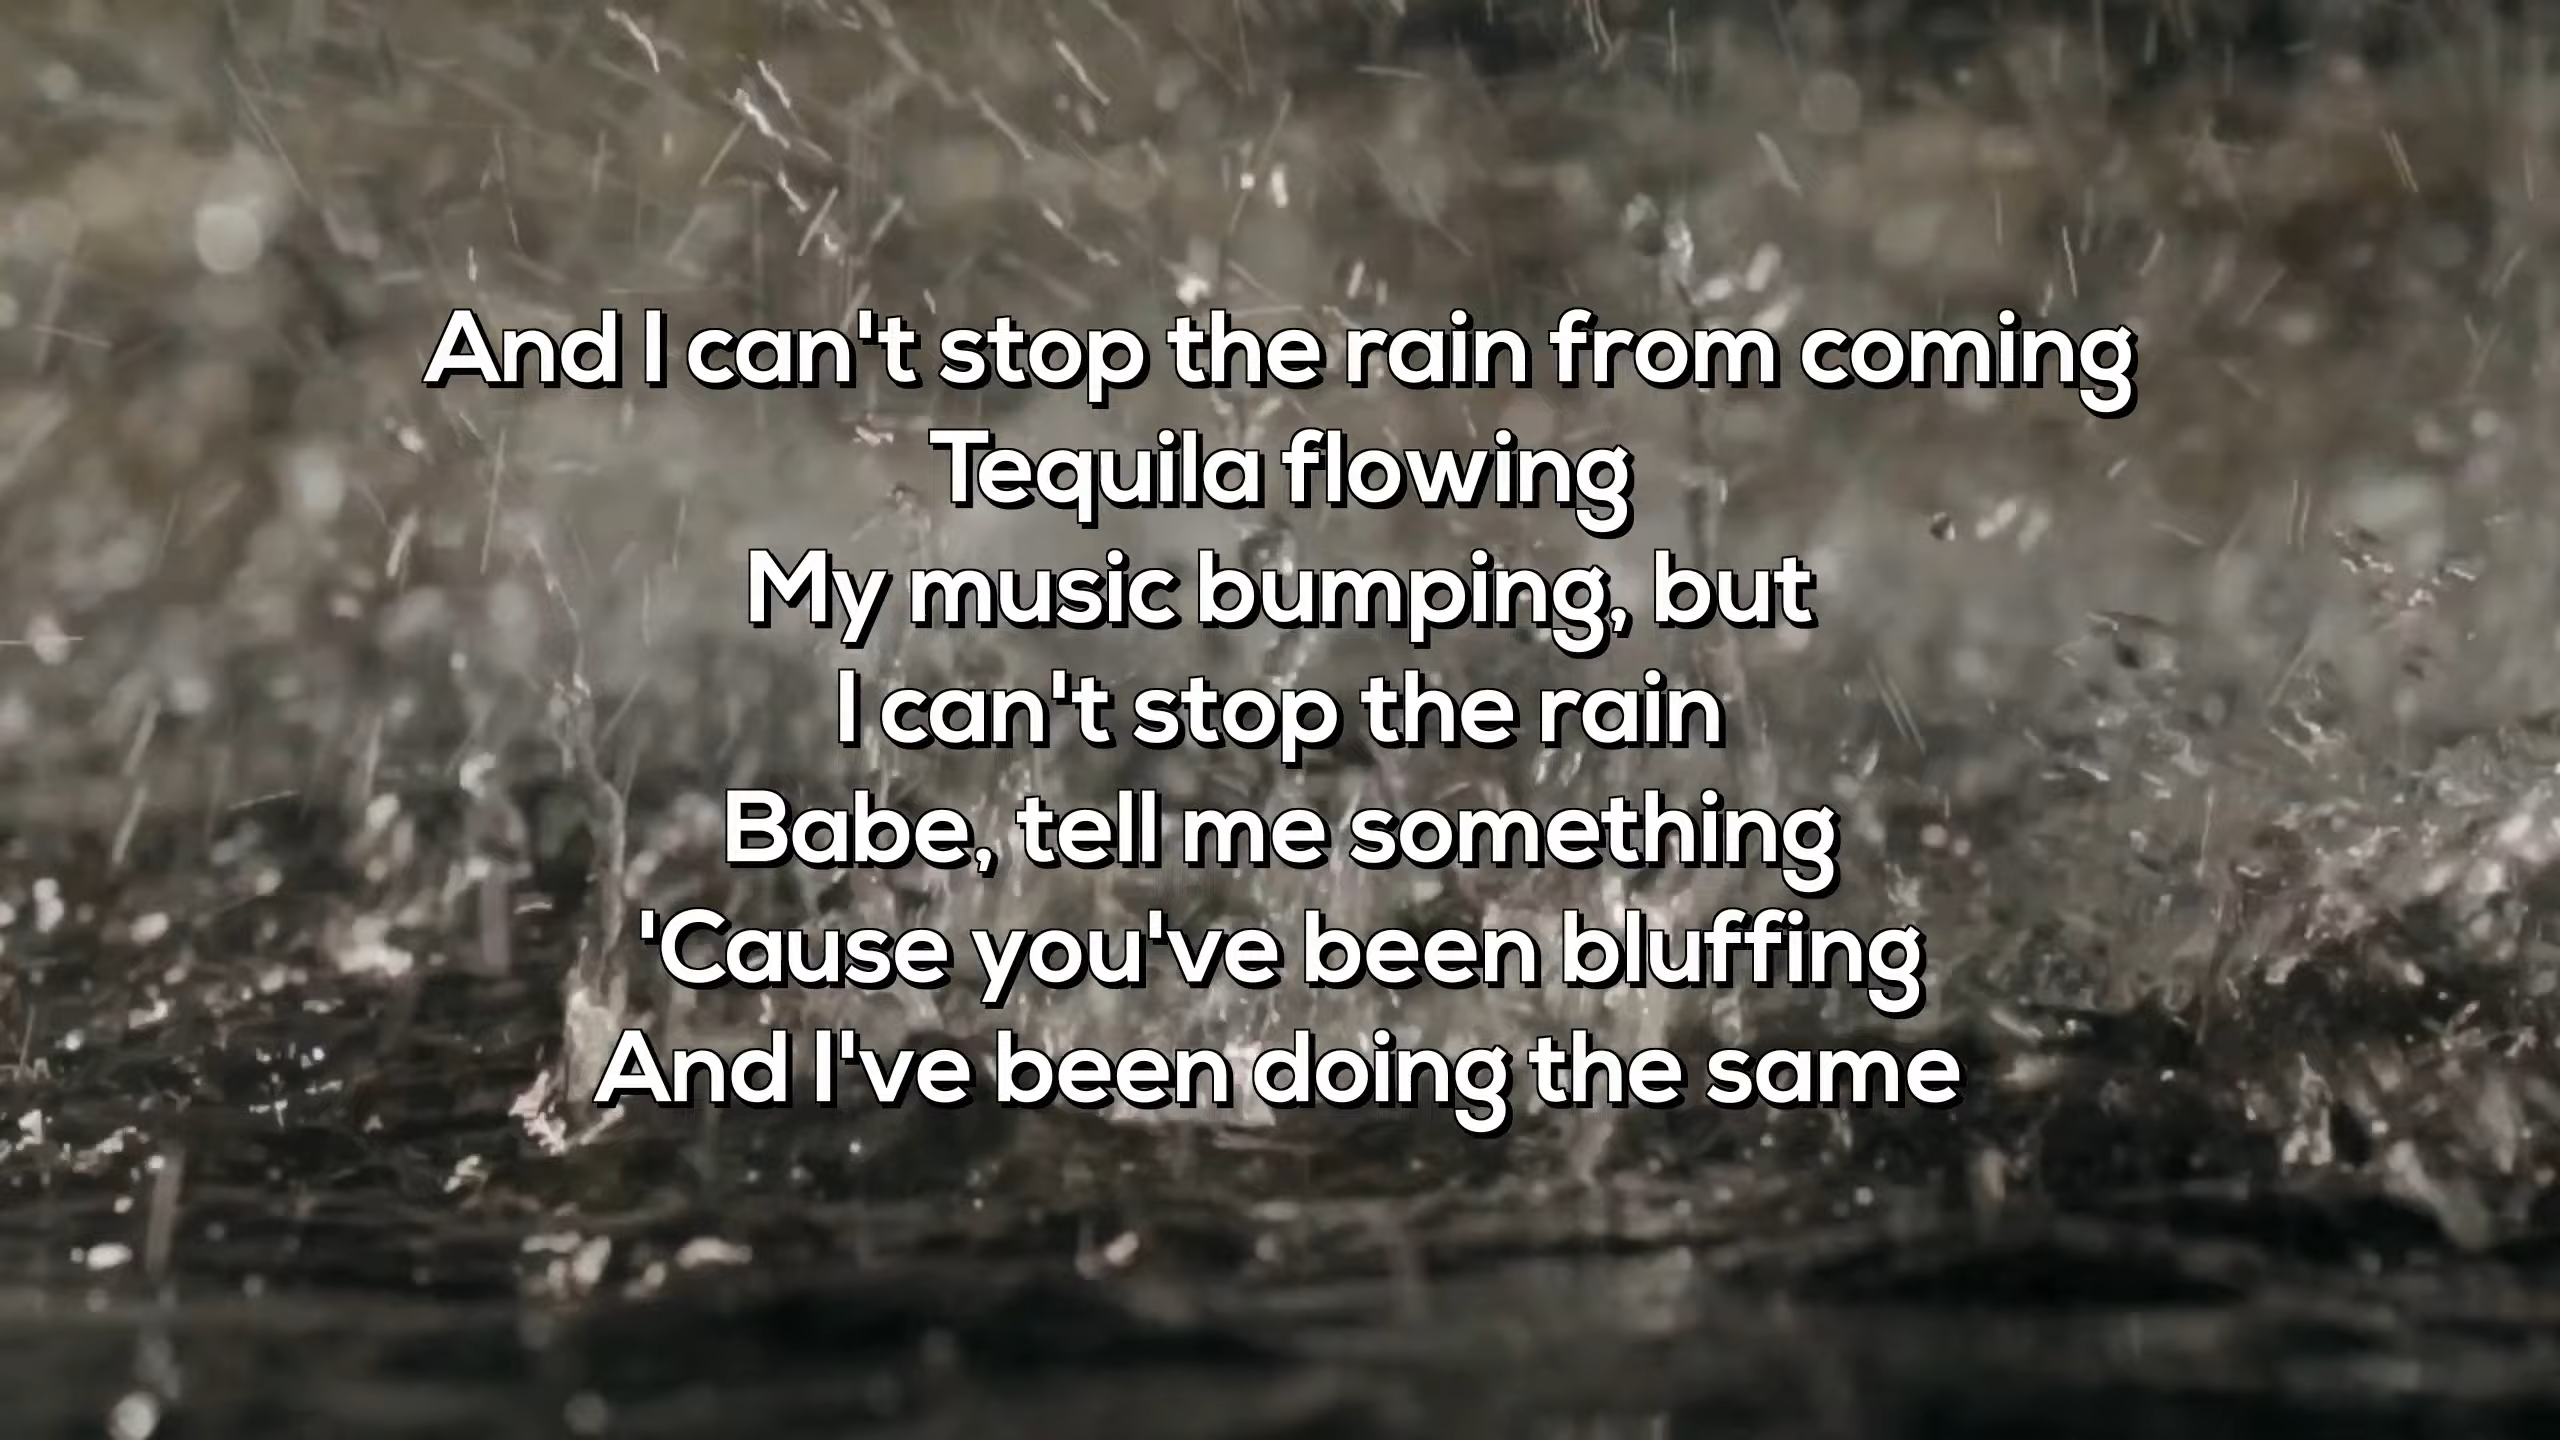 And I can't stop the rain from coming
Tequila flowing
My music bumping, but
I can't stop the rain
Babe, tell me something
'Cause you've been bluffing
And I've been doing the same